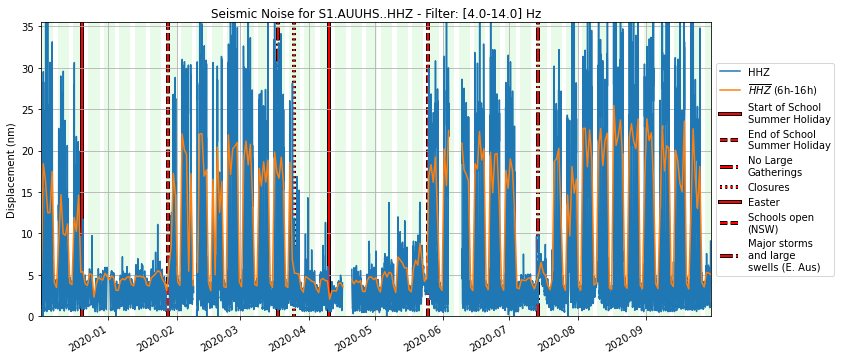 Seismic Noise for S1.AUUHS..HHZ - Filter: [4.0-14.0] Hz
Displacement (nm)
35
30
25
20
15
10
5
0
2020-01
2020-02
2020-03
2020-04
2020-05
2020-06
2020-07
2020-08
2020-09
HHZ
HHZ (6h-16h)
Start of School
Summer Holiday
End of School
Summer Holiday
No Large
Gatherings
Closures
Easter
Schools open
(NSW)
Major storms
and large
swells (E. Aus)